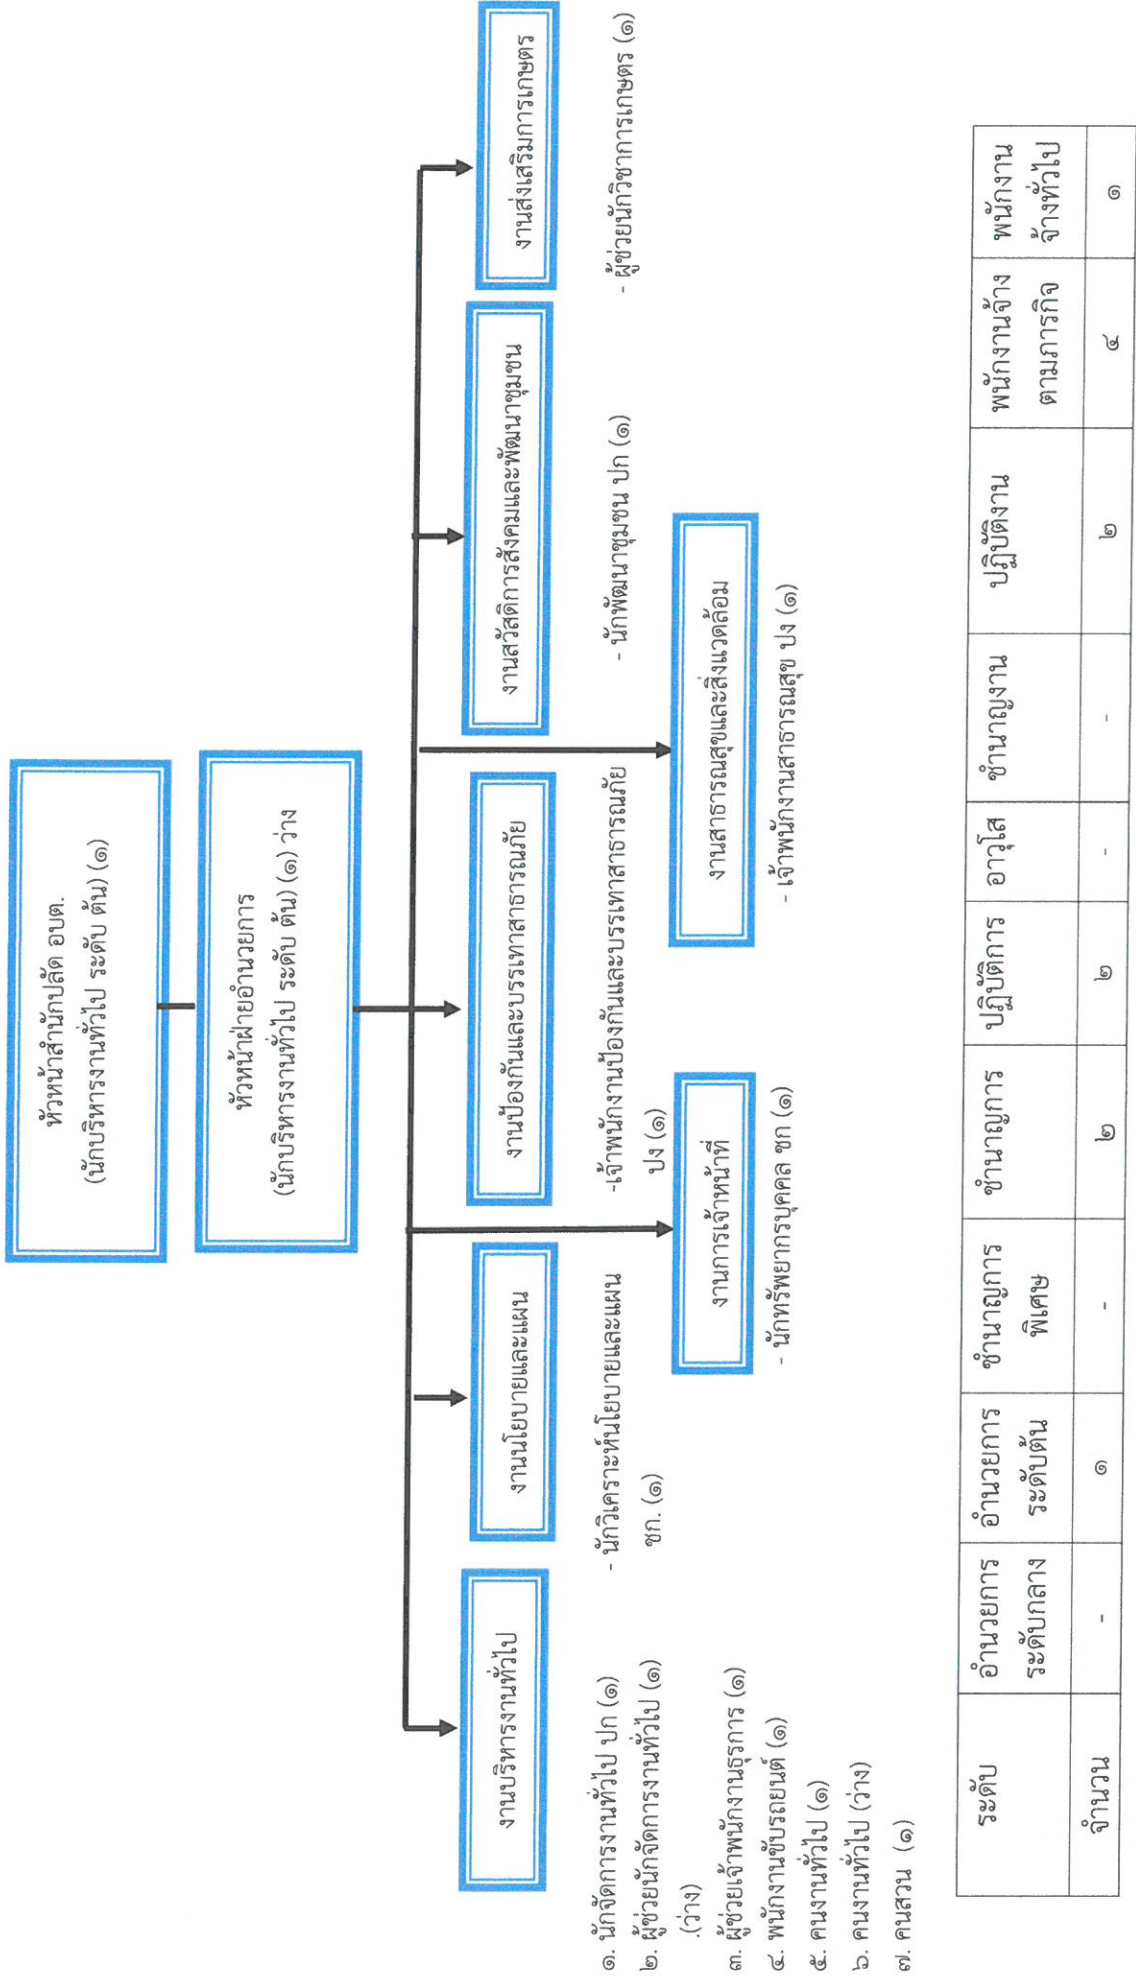 หัวหน้าสำนักปลัด อบต.
(นักบริหารงานทั่วไป ระดับ ต้น) (๑)
หัวหน้าฝ่ายอำนวยการ
(นักบริหารงานทั่วไป ระดับ ต้น) (๑) ว่าง
งานบริหารงานทั่วไป
๑. นักจัดการงานทั่วไป ปก (๑)
๒. ผู้ช่วยนักจัดการงานทั่วไป (๑)
.(ว่าง)
๓. ผู้ช่วยเจ้าพนักงานธุรการ (๑)
๔. พนักงานขับรถยนต์ (๑)
๕. คนงานทั่วไป (๑)
๖. คนงานทั่วไป (ว่าง)
๗. คนสวน (๑)
งานนโยบายและแผน
- นักวิเคราะห์นโยบายและแผน
ชก. (๑)
งานการเจ้าหน้าที่
- นักทรัพยากรบุคคล ชก (๑)
งานป้องกันและบรรเทาสาธารณภัย
-เจ้าพนักงานป้องกันและบรรเทาสาธารณภัย
ปง (๑)
งานสาธารณสุขและสิ่งแวดล้อม
- เจ้าพนักงานสาธารณสุข ปง (๑)
งานสวัสดิการสังคมและพัฒนาชุมชน
- นักพัฒนาชุมชน ปก (๑)
งานส่งเสริมการเกษตร
- ผู้ช่วยนักวิชาการเกษตร (๑)
ระดับ อำนวยการ อำนวยการ ชำนาญการ ชำนาญการ ปฏิบัติการ อาวุโส ชำนาญงาน ปฏิบัติงาน พนักงานจ้าง พนักงาน
ระดับกลาง ระดับต้น พิเศษ ตามภารกิจ จ้างทั่วไป
จำนวน - ๑ - ๒ ๒ - - ๒ ๔ ๑